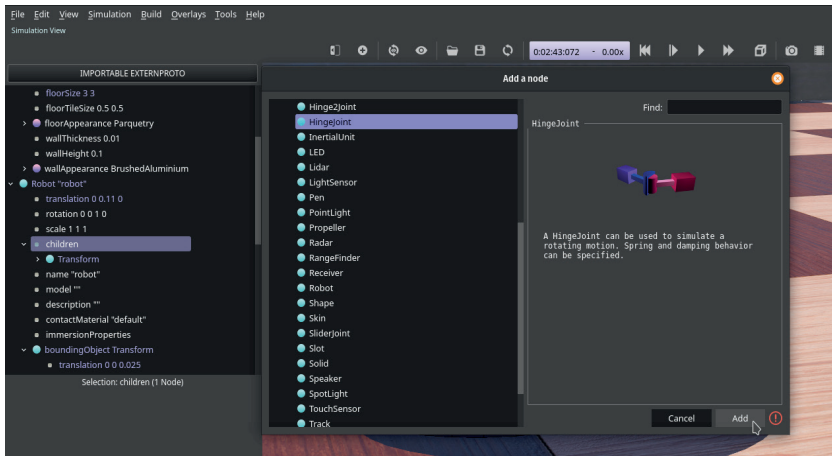 File Edit View Simulation Build Overlays Tools Help
Simulation View
0:02:43:072 - 0.00x
IMPORTABLE EXTERNPROTO
floorSize 3 3
floorTileSize 0.5 0.5
floorAppearance Parquetry
wallThickness 0.01
wallHeight 0.1
wallAppearance BrushedAluminium
Robot "robot"
translation 0 0.11 0
rotation 0 0 1 0
scale 1 1 1
children
Transform
name "robot"
model ""
description ""
contactMaterial "default"
immersionProperties
boundingObject Transform
translation 0 0 0.025
Selection: children (1 Node)
Add a node
Hinge2Joint
HingeJoint
InertialUnit
LED
Lidar
LightSensor
Pen
PointLight
Propeller
Radar
RangeFinder
Receiver
Robot
Shape
Skin
SliderJoint
Slot
Solid
Speaker
SpotLight
TouchSensor
Track
Find:
HingeJoint
A HingeJoint can be used to simulate a
rotating motion. Spring and damping behavior
can be specified.
Cancel Add